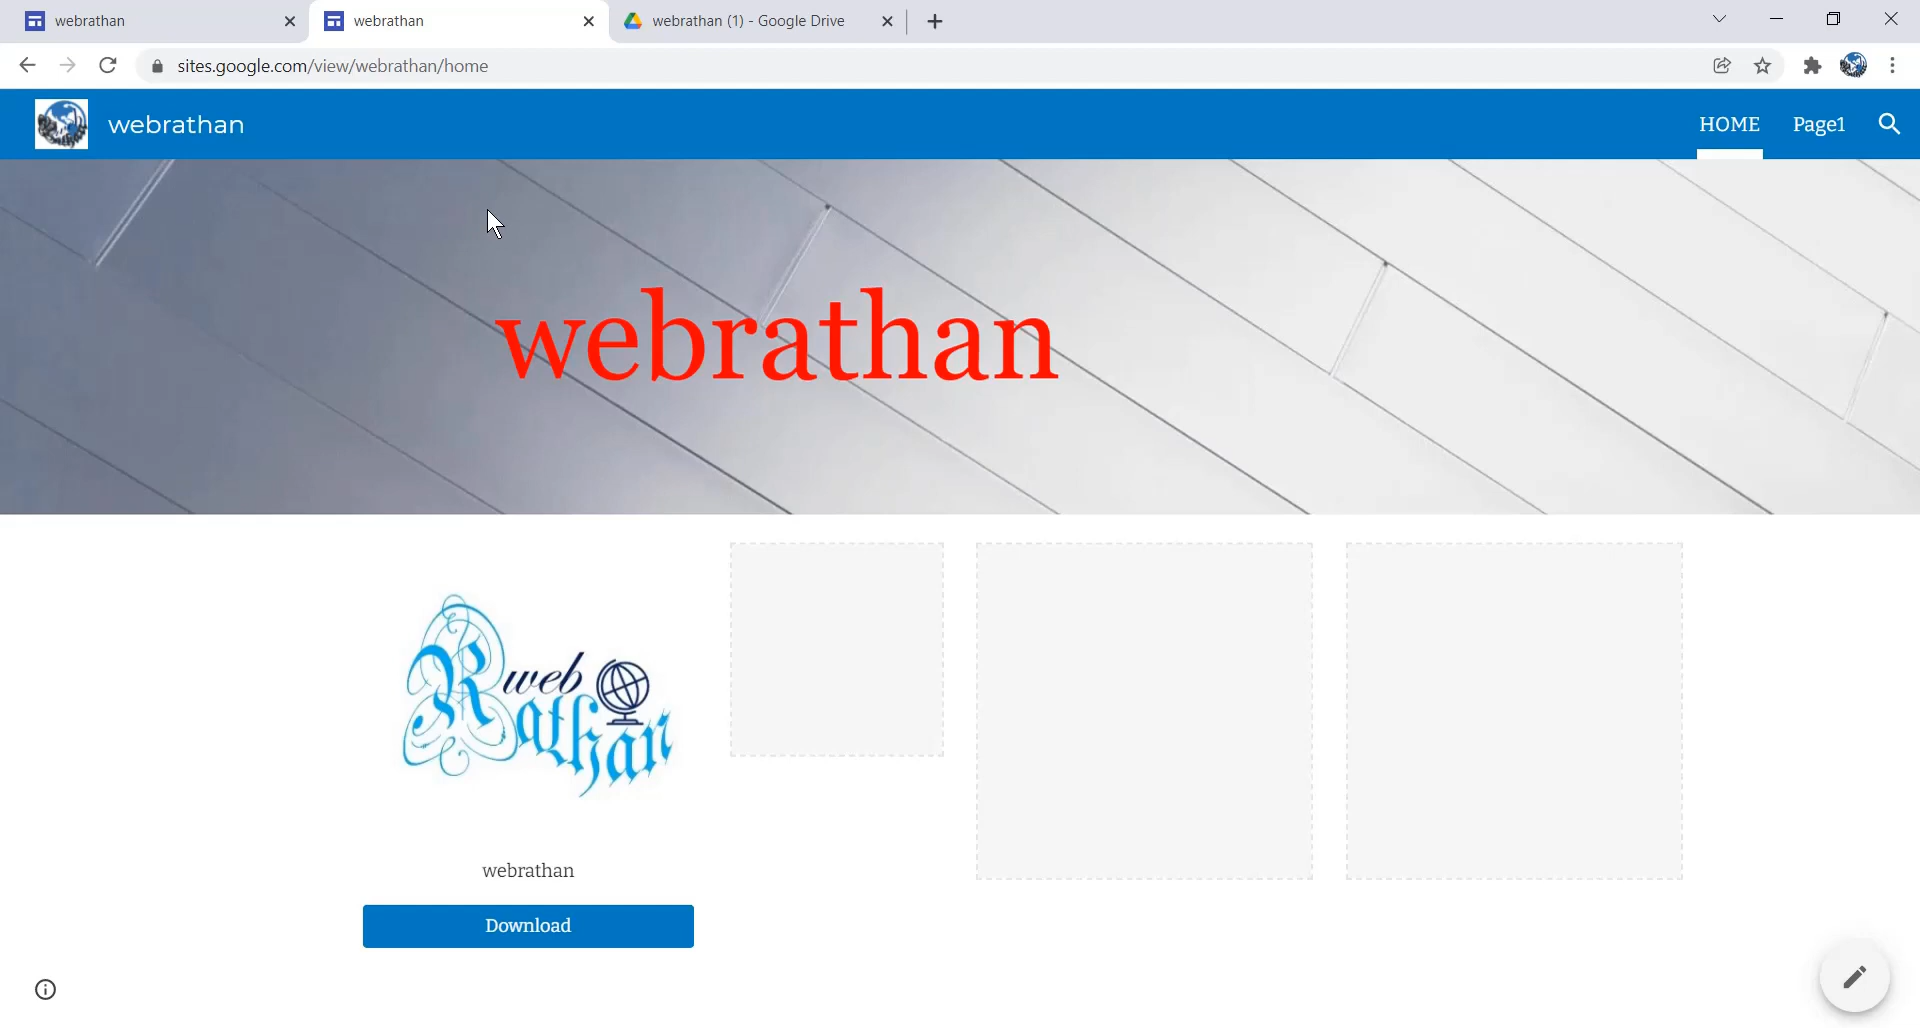 webrathan
webrathan
webrathan (1) - Google Drive
sites.google.com/view/webrathan/home
webrathan
HOME
Page1
webrathan
web
Rathan
webrathan
Download